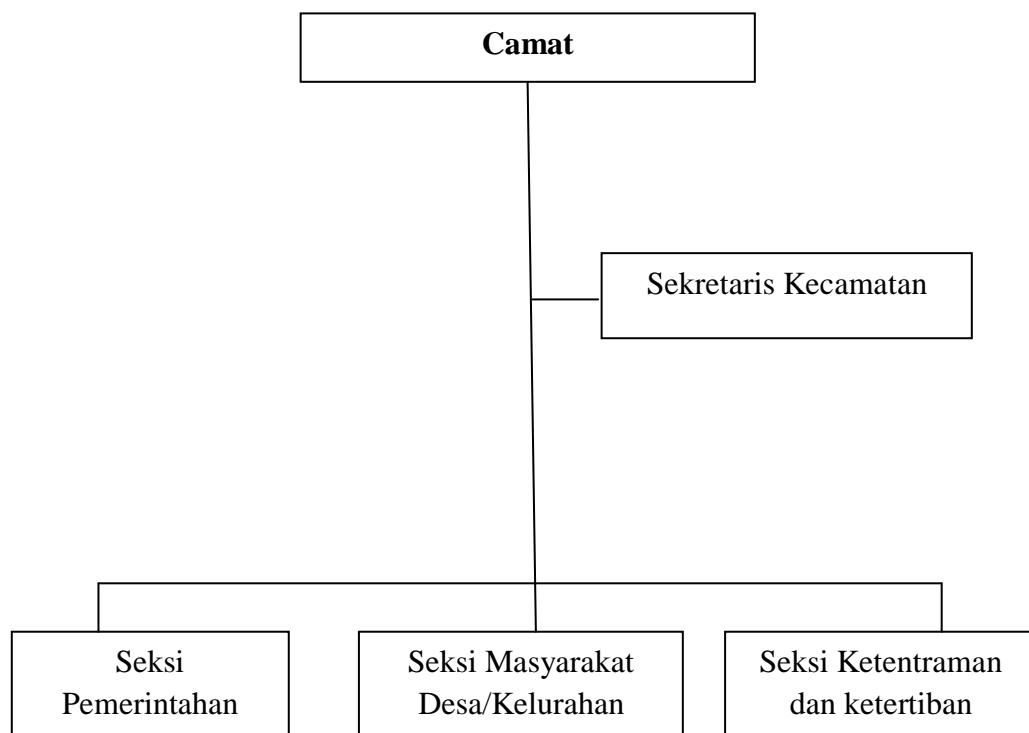 Camat
Sekretaris Kecamatan
Seksi
Pemerintahan
Seksi Masyarakat
Desa/Kelurahan
Seksi Ketentraman
dan ketertiban